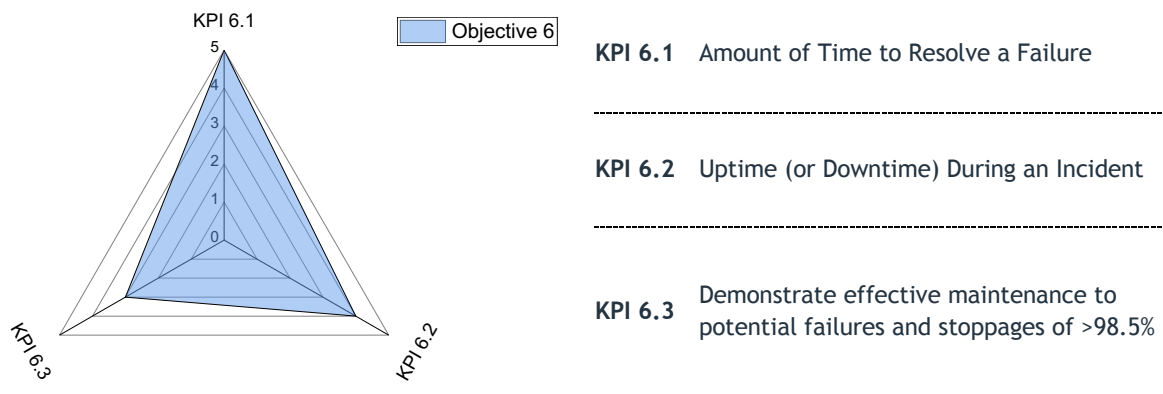 KPI 6.1
Objective 6
5
4
3
2
1
0
KPI 6.3
KPI 6.2
KPI 6.1 Amount of Time to Resolve a Failure
KPI 6.2 Uptime (or Downtime) During an Incident
KPI 6.3 Demonstrate effective maintenance to
potential failures and stoppages of >98.5%